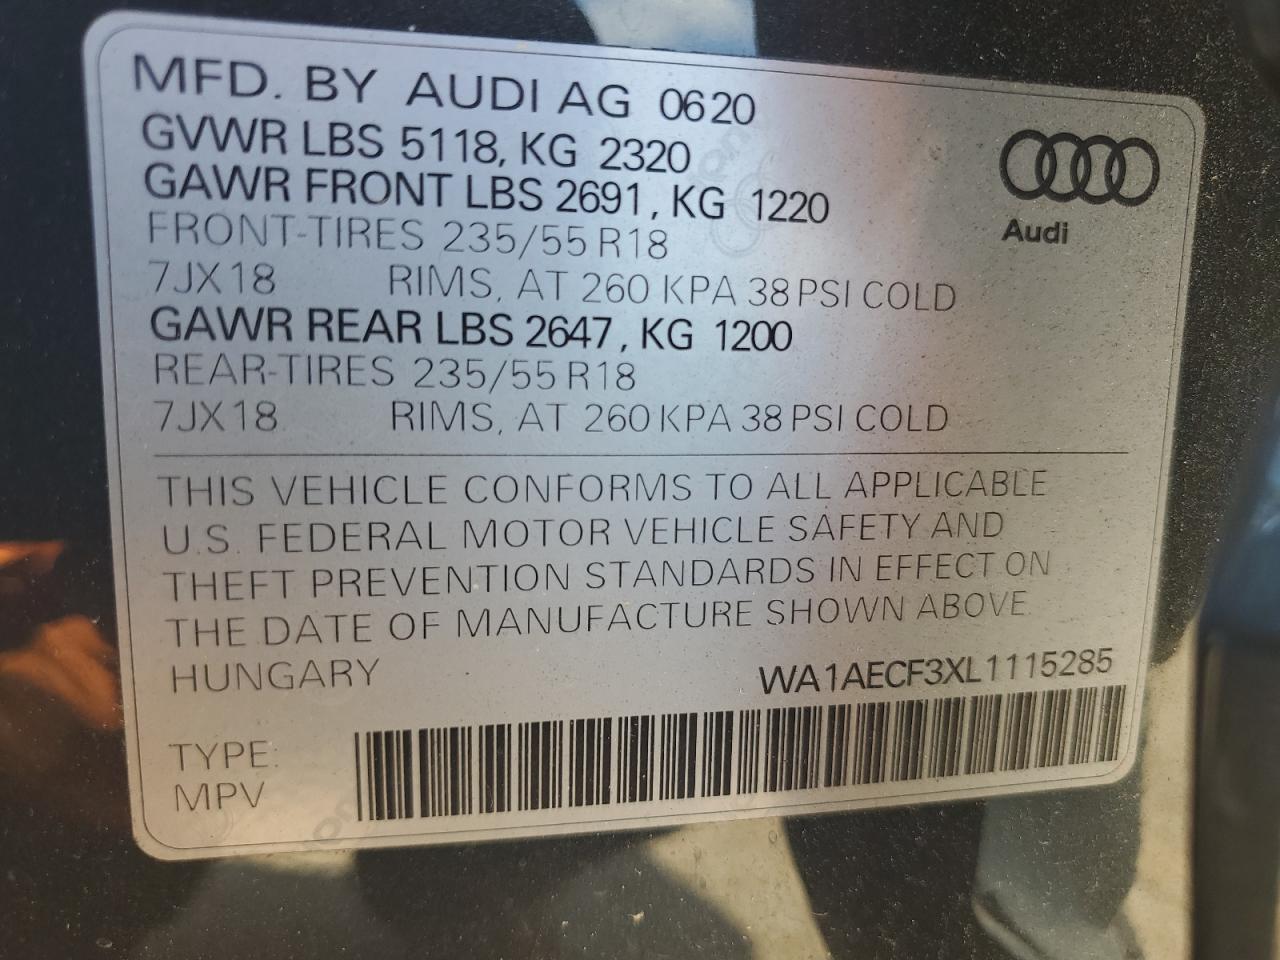 MFD. BY AUDI AG 0620
GVWR LBS 5118, KG 2320
GAWR FRONT LBS 2691, KG 1220
FRONT-TIRES 235/55 R18
7JX18 RIMS, AT 260 KPA 38 PSI COLD
GAWR REAR LBS 2647, KG 1200
REAR-TIRES 235/55 R18
7JX18 RIMS, AT 260 KPA 38 PSI COLD
Audi
THIS VEHICLE CONFORMS TO ALL APPLICABLE
U.S. FEDERAL MOTOR VEHICLE SAFETY AND
THEFT PREVENTION STANDARDS IN EFFECT ON
THE DATE OF MANUFACTURE SHOWN ABOVE.
HUNGARY WA1AECF3XL1115285
TYPE:
MPV